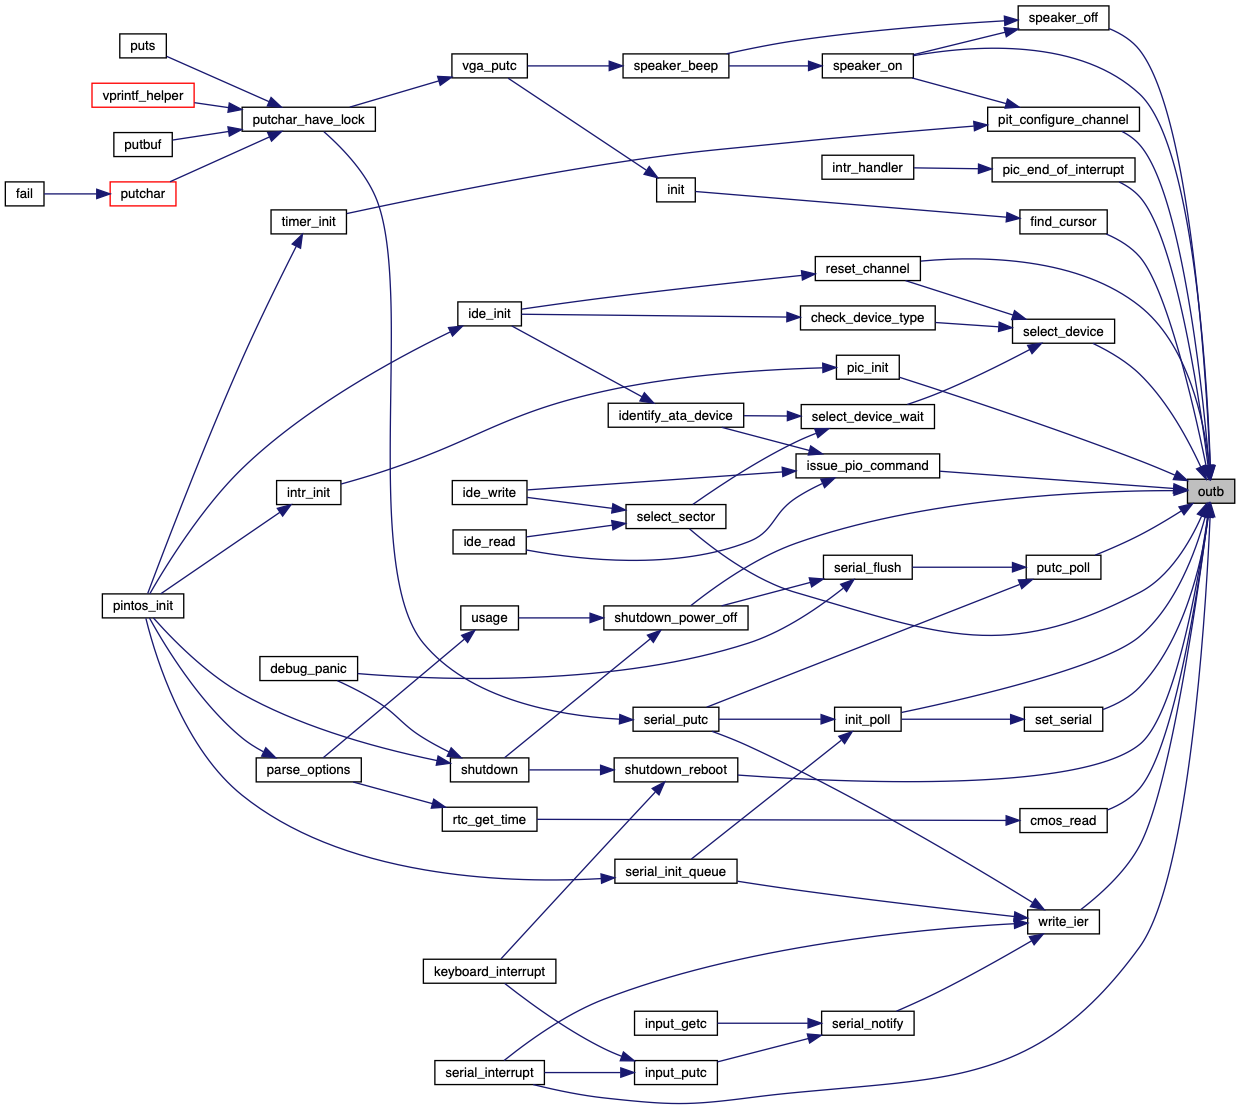 speaker_off
puts
vga_putc
speaker_beep
speaker_on
vprintf_helper
putchar_have_lock
pit_configure_channel
putbuf
intr_handler
pic_end_of_interrupt
fail
putchar
init
timer_init
find_cursor
reset_channel
ide_init
check_device_type
select_device
pic_init
identify_ata_device
select_device_wait
issue_pio_command
intr_init
ide_write
outb
select_sector
ide_read
serial_flush
putc_poll
pintos_init
usage
shutdown_power_off
debug_panic
serial_putc
init_poll
set_serial
parse_options
shutdown
shutdown_reboot
rtc_get_time
cmos_read
serial_init_queue
write_ier
keyboard_interrupt
input_getc
serial_notify
serial_interrupt
input_putc